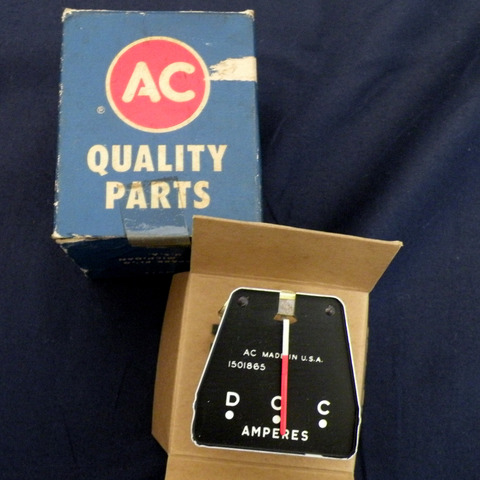 AC
®
QUALITY
PARTS
AC MADE IN U.S.A.
1501865
D O C
AMPERES